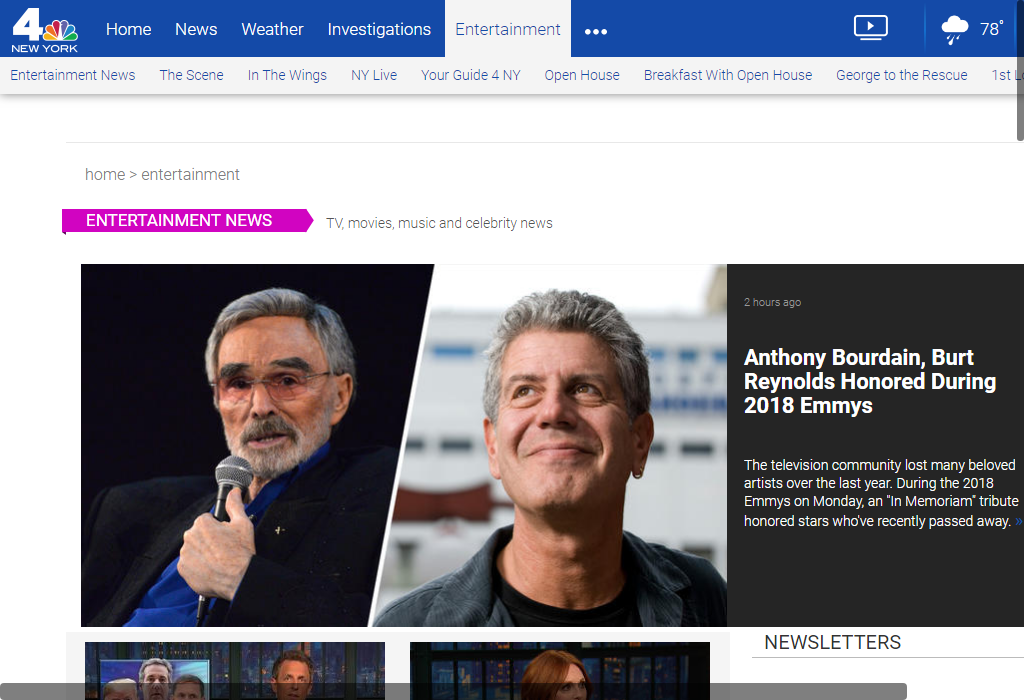 4
NEW YORK
Home News Weather Investigations Entertainment
78°
Entertainment News The Scene In The Wings NY Live Your Guide 4 NY Open House Breakfast With Open House George to the Rescue 1st L
home > entertainment
ENTERTAINMENT NEWS
TV, movies, music and celebrity news
2 hours ago
Anthony Bourdain, Burt
Reynolds Honored During
2018 Emmys
The television community lost many beloved
artists over the last year. During the 2018
Emmys on Monday, an "In Memoriam" tribute
honored stars who've recently passed away. »
NEWSLETTERS